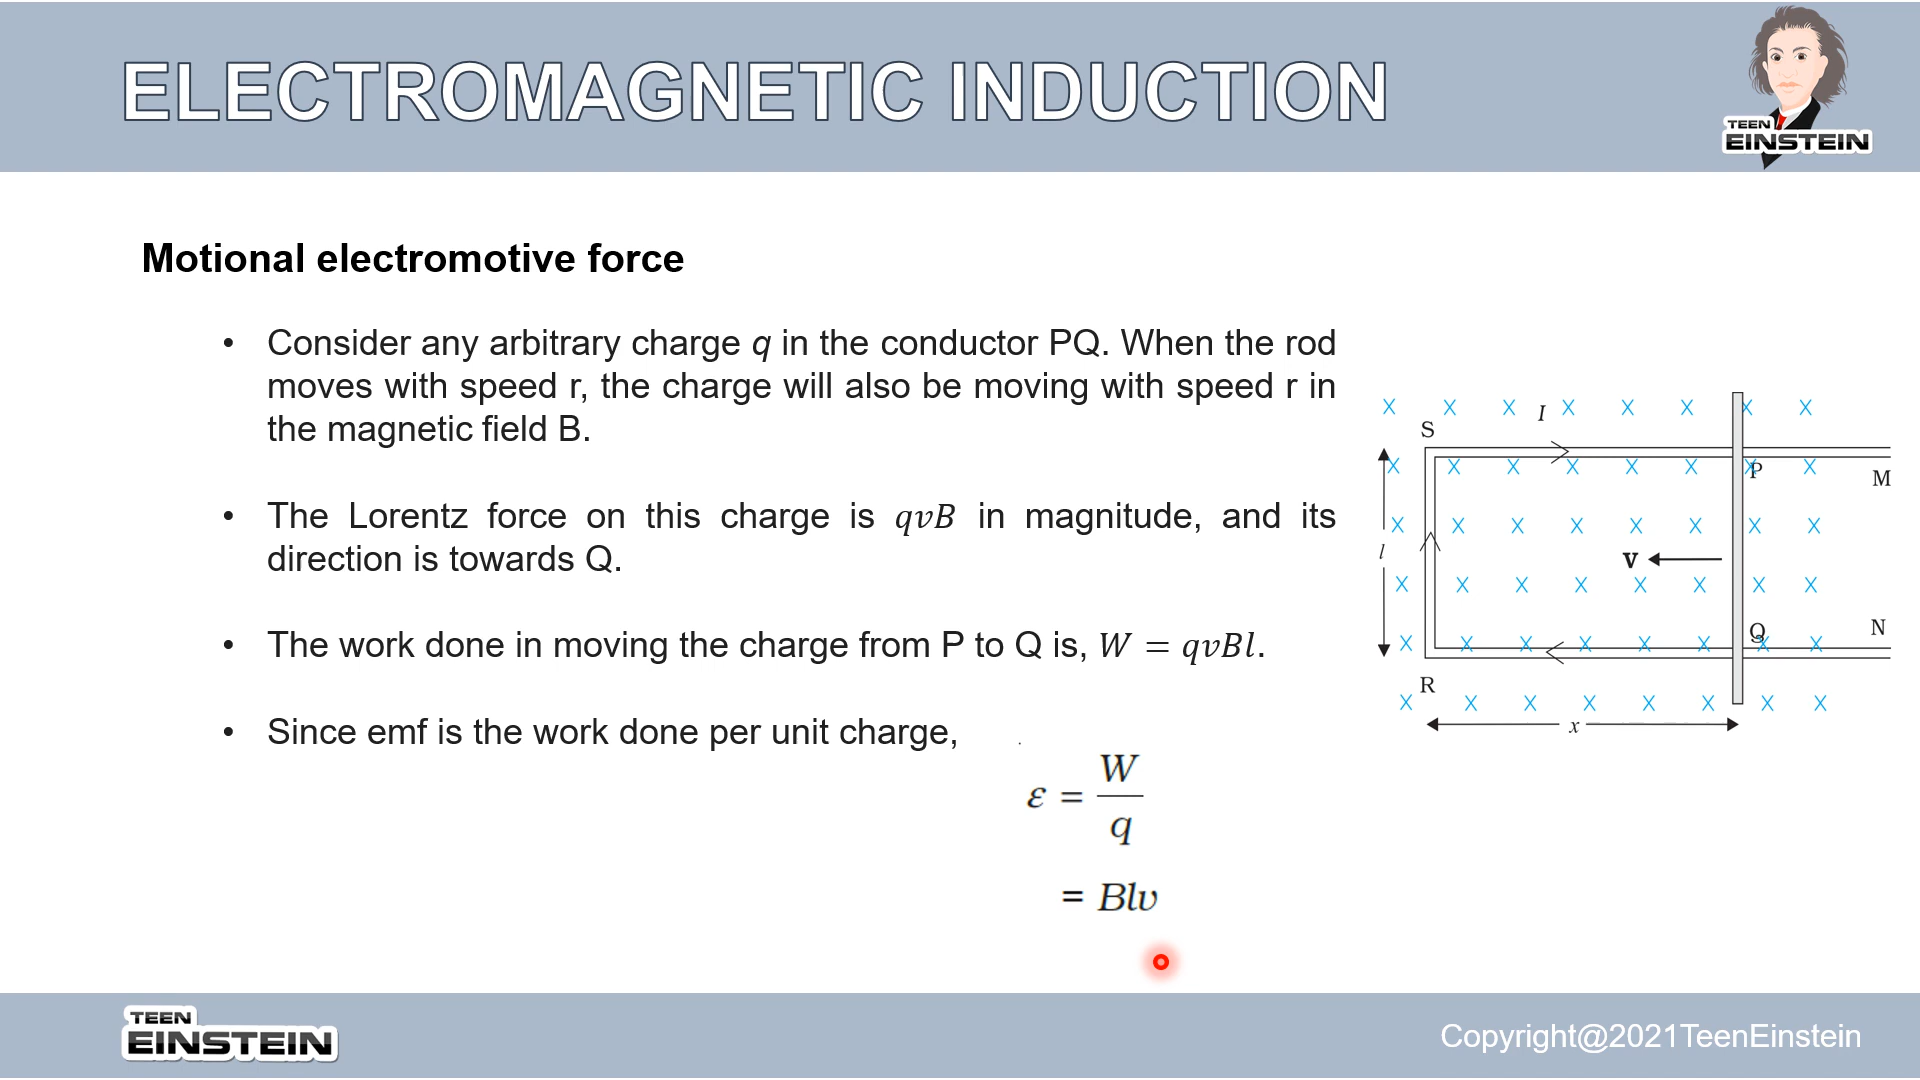 ELECTROMAGNETIC INDUCTION
TEEN
EINSTEIN
Motional electromotive force
• Consider any arbitrary charge q in the conductor PQ. When the rod
moves with speed r, the charge will also be moving with speed r in
the magnetic field B.
• The Lorentz force on this charge is qvB in magnitude, and its
direction is towards Q.
• The work done in moving the charge from P to Q is, W = qvBl.
• Since emf is the work done per unit charge,
ε = W/q
= Blv
I
S
P
M
l
v
Q
N
R
x
TEEN
EINSTEIN
Copyright@2021TeenEinstein